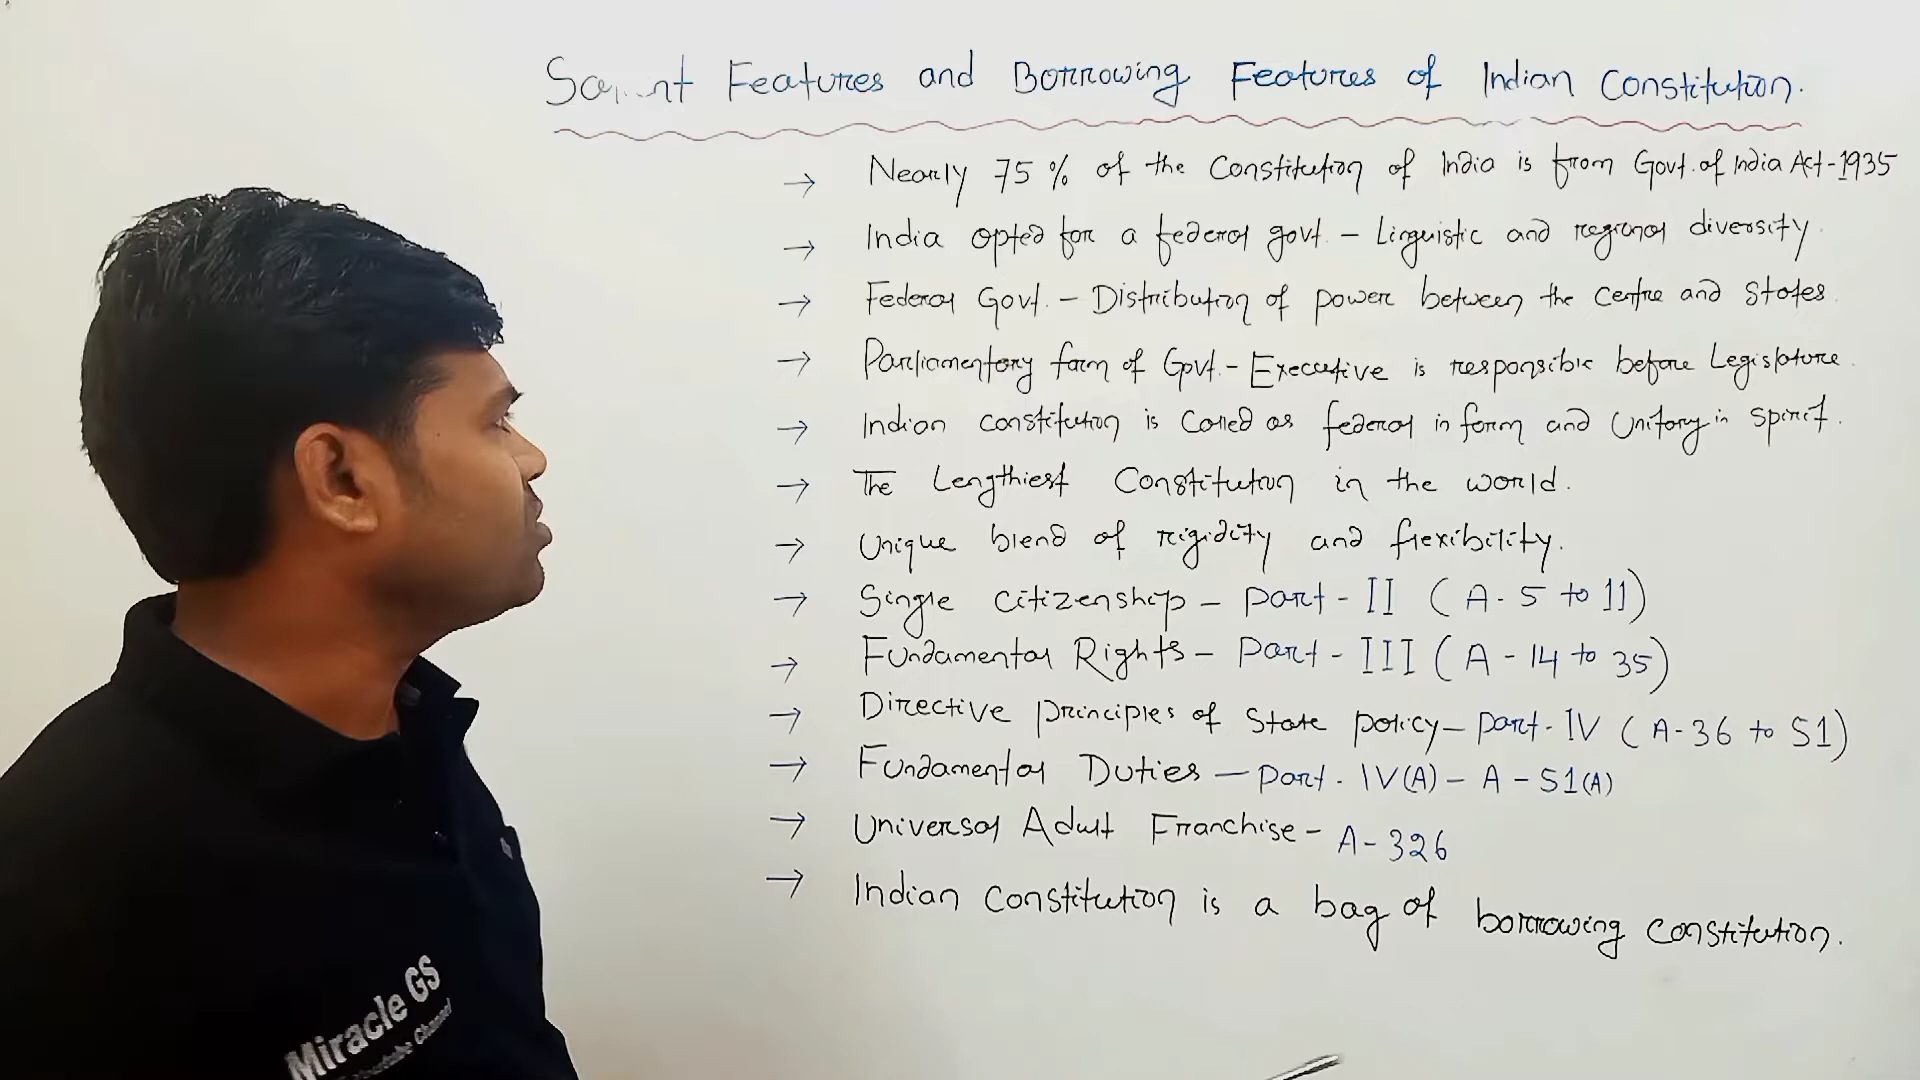 Features and Borrowing Features of Indian Constitution.
→ Nearly 75% of the Constitution of India is from Govt. of India Act-1935
→ India opted for a federal govt. - Linguistic and regional diversity.
→ Federal Govt. - Distribution of power between the centre and states.
→ Parliamentary form of Govt. - Executive is responsible before Legislature.
→ Indian constitution is called as federal in form and Unitary in spirit.
→ The Lengthiest Constitution in the world.
→ Unique blend of rigidity and flexibility.
→ Single citizenship - part - II (A - 5 to 11)
→ Fundamental Rights - Part - III (A - 14 to 35)
→ Directive principles of State policy - part - IV (A-36 to 51)
→ Fundamental Duties - part - IV(A) - A - 51(A)
→ Universal Adult Franchise - A-326
→ Indian Constitution is a bag of borrowing constitution.
Miracle GS
Youtube Channel